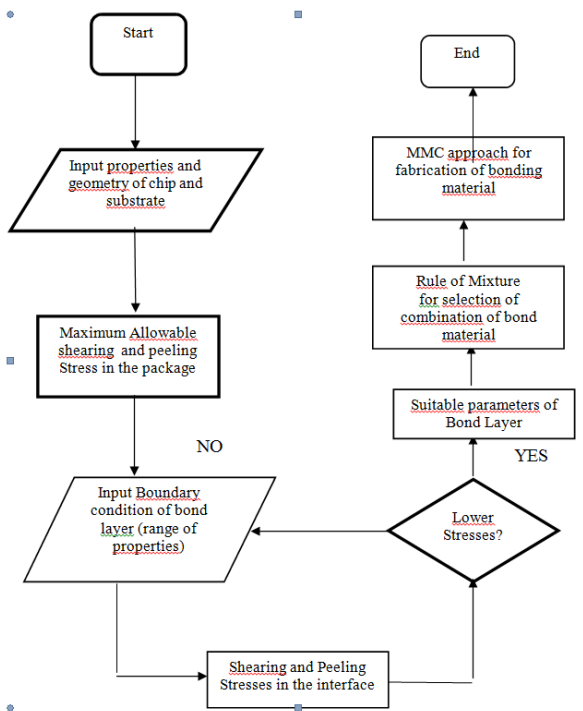 Start
Input properties and
geometry of chip and
substrate
Maximum Allowable
shearing and peeling
Stress in the package
NO
Input Boundary
condition of bond
layer (range of
properties)
Shearing and Peeling
Stresses in the interface
Lower
Stresses?
YES
Suitable parameters of
Bond Layer
Rule of Mixture
for selection of
combination of bond
material
MMC approach for
fabrication of bonding
material
End